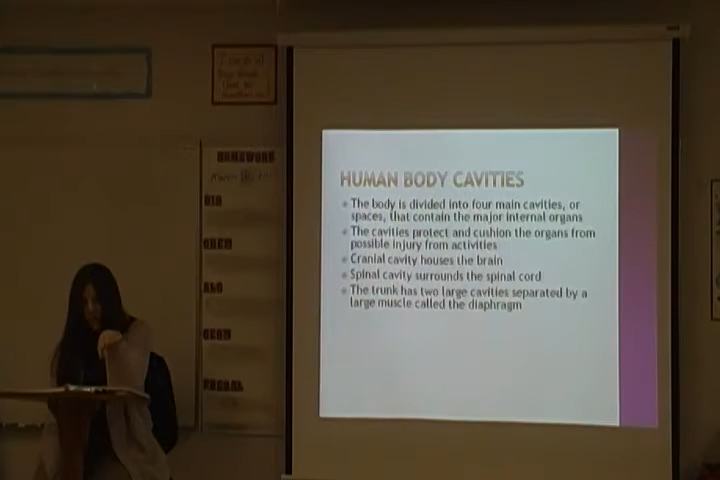 HOMEWORK
HUMAN BODY CAVITIES
The body is divided into four main cavities, or
spaces, that contain the major internal organs
The cavities protect and cushion the organs from
possible injury from activities
Cranial cavity houses the brain
Spinal cavity surrounds the spinal cord
The trunk has two large cavities separated by a
large muscle called the diaphragm